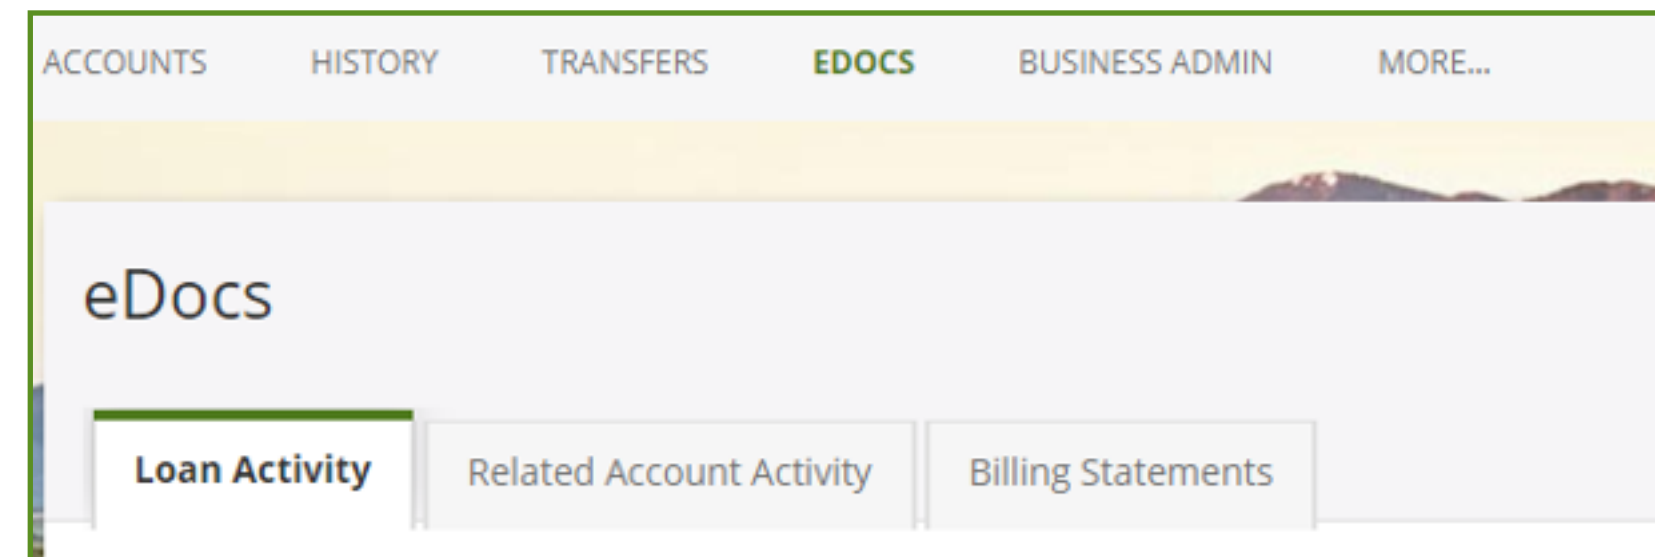 ACCOUNTS HISTORY TRANSFERS EDOCS BUSINESS ADMIN MORE...
eDocs
Loan Activity Related Account Activity Billing Statements